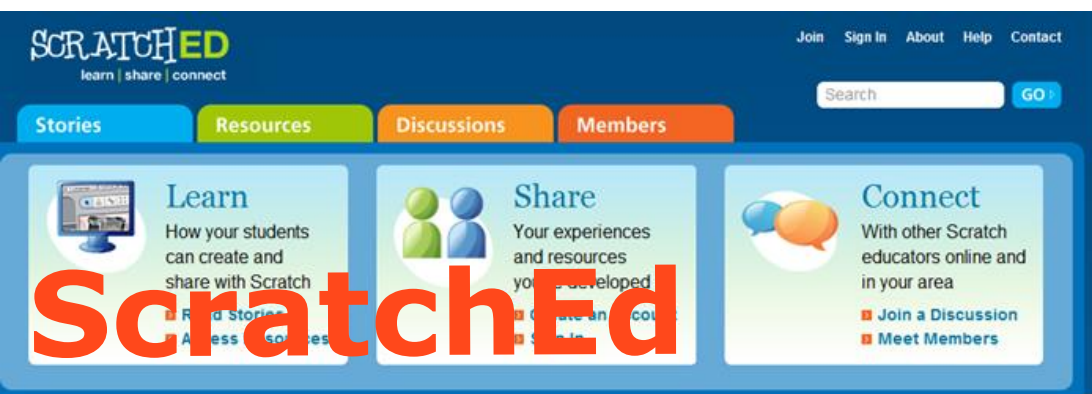 SCRATCHED
learn | share | connect
Join Sign In About Help Contact
Search GO
Stories Resources Discussions Members
Learn
How your students
can create and
share with Scratch
Share
Your experiences
and resources
developed
Connect
With other Scratch
educators online and
in your area
Join a Discussion
Meet Members
ScratchEd